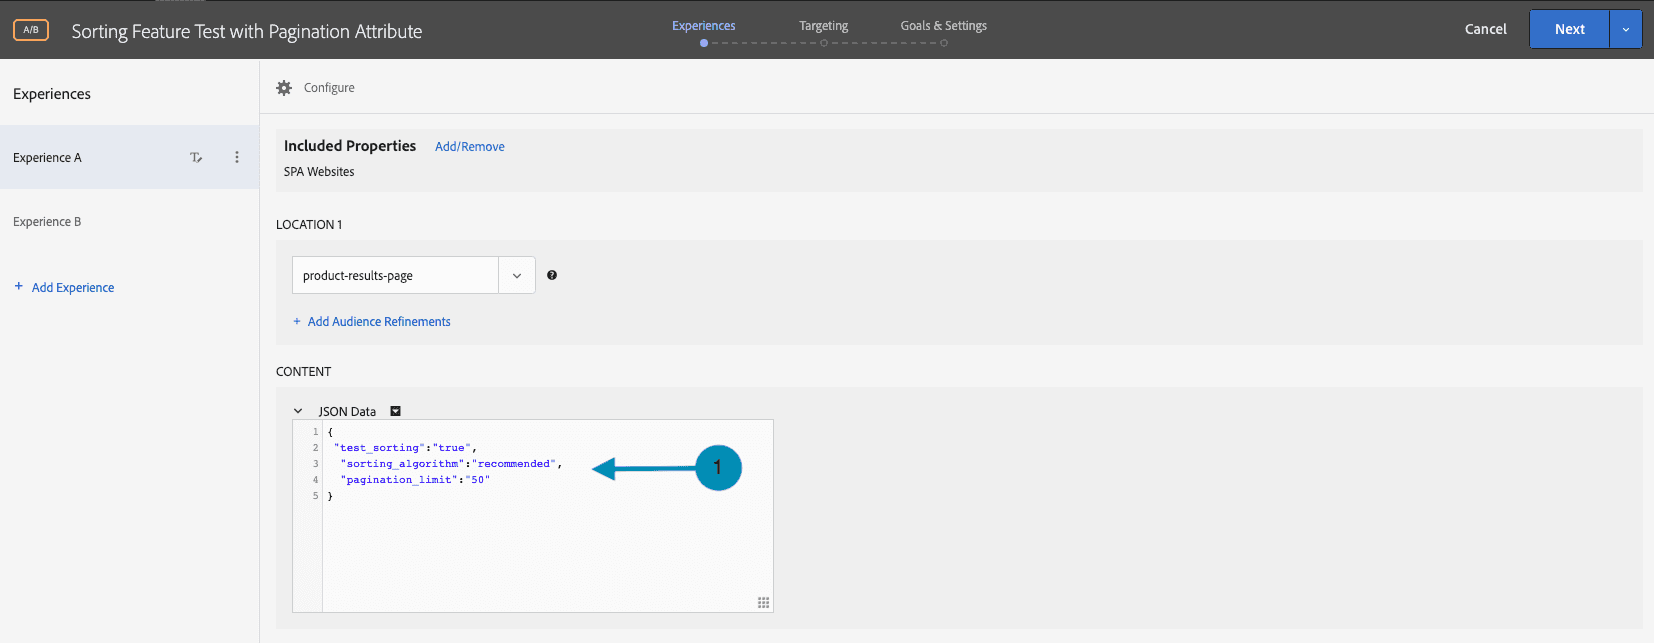 A/B
Sorting Feature Test with Pagination Attribute
Experiences
Targeting
Goals & Settings
Cancel
Next
Experiences
Experience A
Experience B
+ Add Experience
Configure
Included Properties Add/Remove
SPA Websites
LOCATION 1
product-results-page
+ Add Audience Refinements
CONTENT
JSON Data
1 {
2 "test_sorting":"true",
3 "sorting_algorithm":"recommended",
4 "pagination_limit":"50"
5 }
1